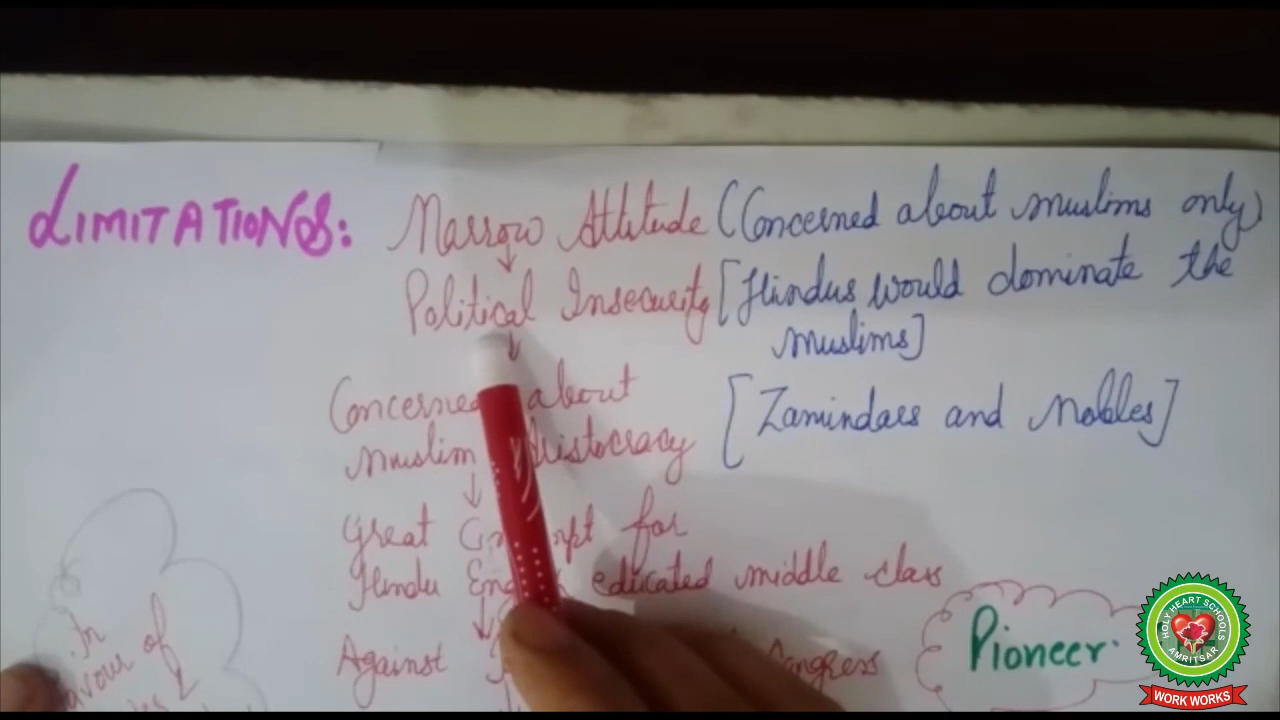 LIMITATIONS: Narrow Attitude (Concerned about muslims only)
Political Insecurity [Hindus would dominate the
muslims]
Concerned about
muslim Aristocracy [Zamindars and Nobles]
Great for
Hindu educated middle class
Against Congress
Pioneer.
In
favour of
HOLY HEART SCHOOLS
AMRITSAR
WORK WORKS